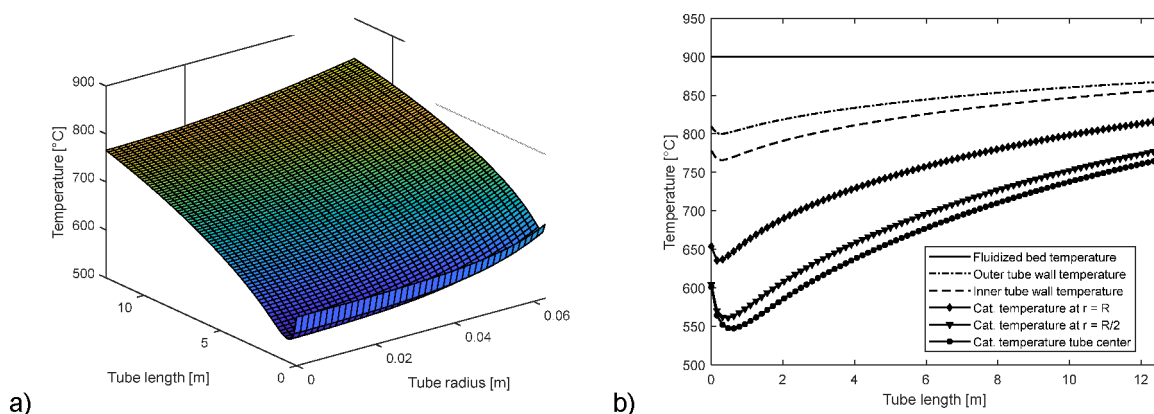 900
800
700
600
500
Temperature [°C]
10
5
0
Tube length [m]
0
0.02
0.04
0.06
Tube radius [m]
a)
950
900
850
800
750
700
650
600
550
500
Temperature [°C]
0
2
4
6
8
10
12
Tube length [m]
Fluidized bed temperature
Outer tube wall temperature
Inner tube wall temperature
Cat. temperature at r = R
Cat. temperature at r = R/2
Cat. temperature tube center
b)